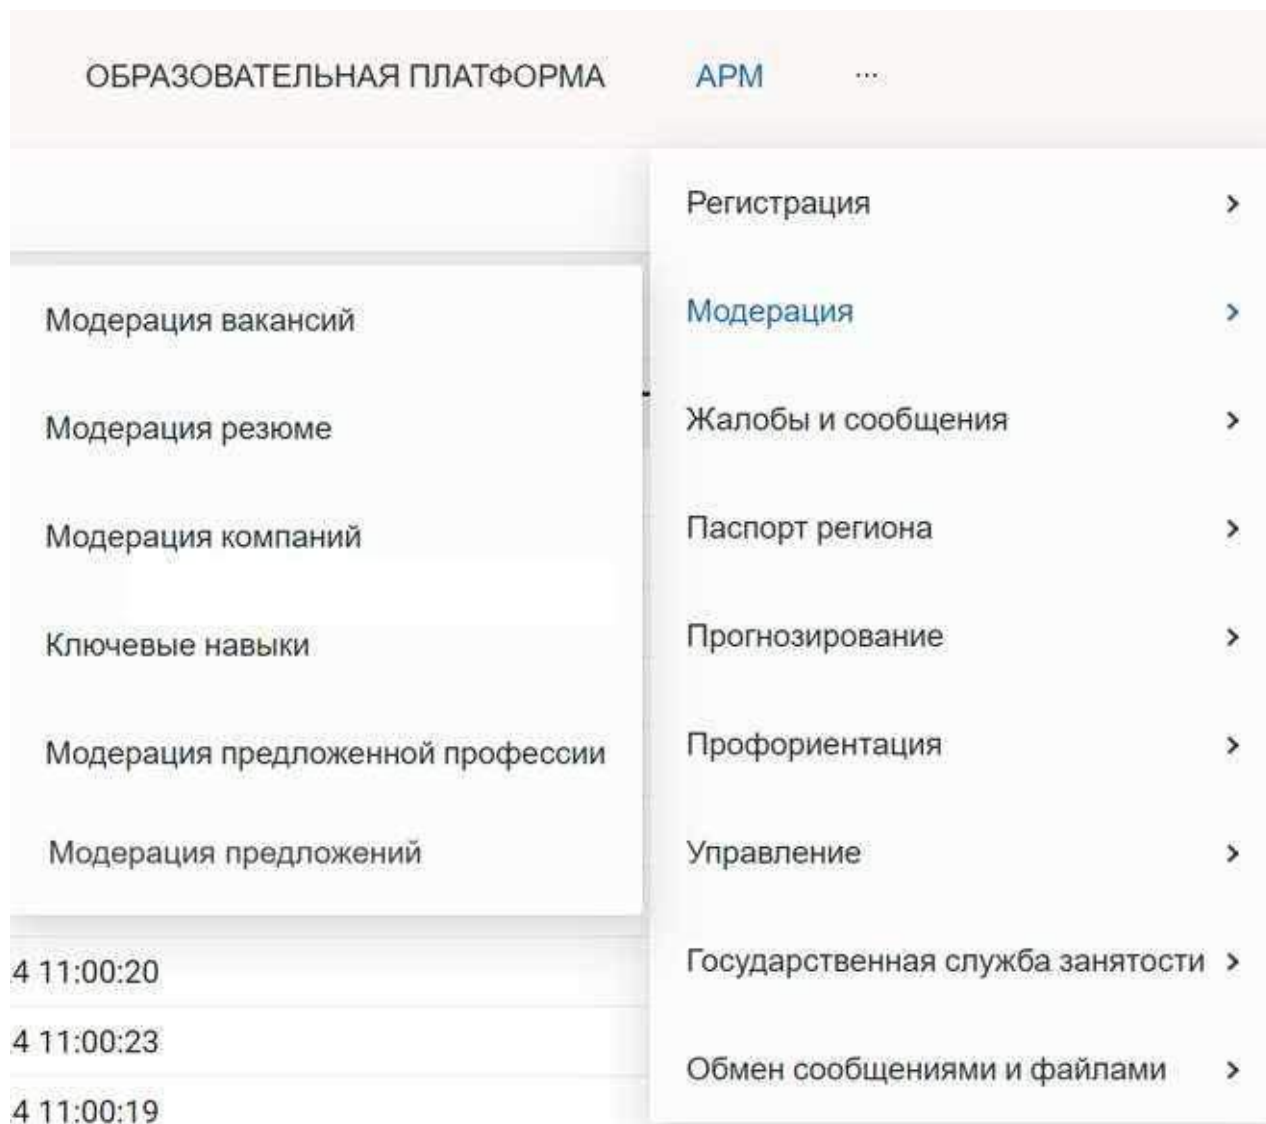 ОБРАЗОВАТЕЛЬНАЯ ПЛАТФОРМА АРМ ...
Регистрация
Модерация
Жалобы и сообщения
Паспорт региона
Прогнозирование
Профориентация
Управление
Государственная служба занятости
Обмен сообщениями и файлами
Модерация вакансий
Модерация резюме
Модерация компаний
Ключевые навыки
Модерация предложенной профессии
Модерация предложений
4 11:00:20
4 11:00:23
4 11:00:19